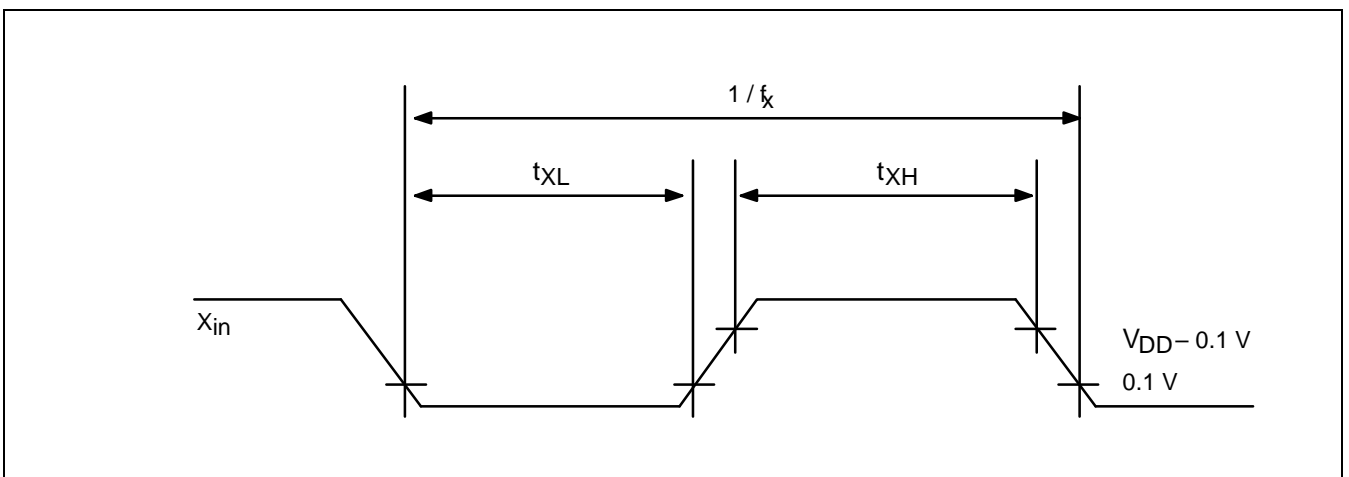 1 / fx
tXL
tXH
Xin
VDD – 0.1 V
0.1 V